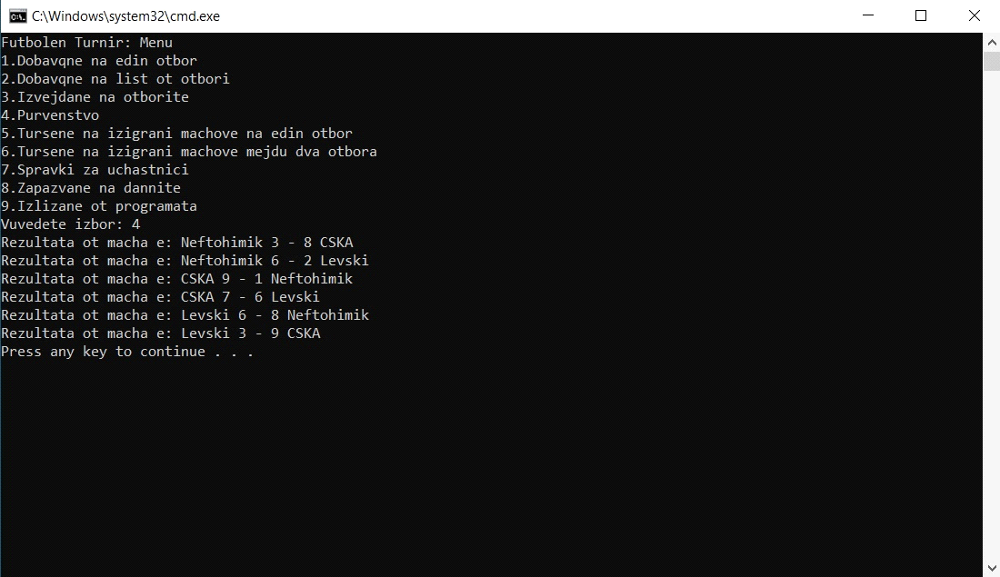 C:\Windows\system32\cmd.exe
Futbolen Turnir: Menu
1.Dobavqne na edin otbor
2.Dobavqne na list ot otbori
3.Izvejdane na otborite
4.Purvenstvo
5.Tursene na izigrani machove na edin otbor
6.Tursene na izigrani machove mejdu dva otbora
7.Spravki za uchastnici
8.Zapazvane na dannite
9.Izlizane ot programata
Vuvedete izbor: 4
Rezultata ot macha e: Neftohimik 3 - 8 CSKA
Rezultata ot macha e: Neftohimik 6 - 2 Levski
Rezultata ot macha e: CSKA 9 - 1 Neftohimik
Rezultata ot macha e: CSKA 7 - 6 Levski
Rezultata ot macha e: Levski 6 - 8 Neftohimik
Rezultata ot macha e: Levski 3 - 9 CSKA
Press any key to continue . . .